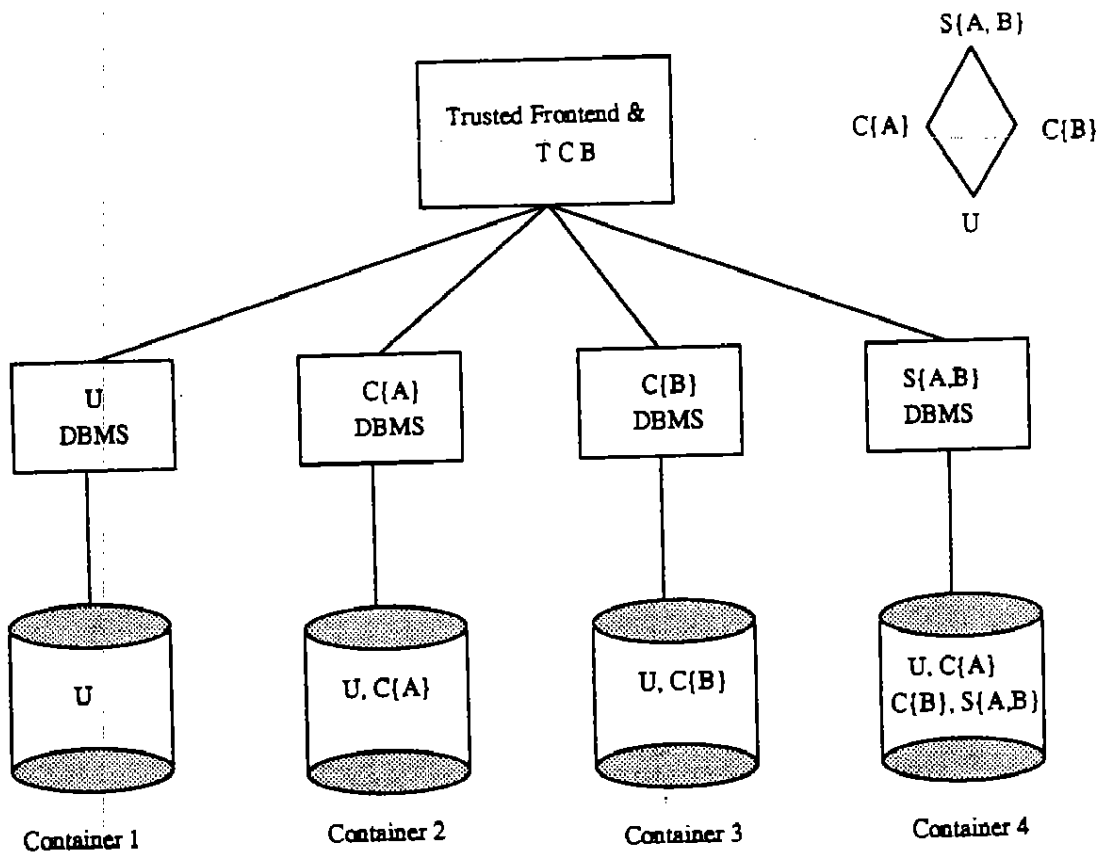 S{A, B}
Trusted Frontend &
T C B
C{A}
C{B}
U
U
DBMS
C{A}
DBMS
C{B}
DBMS
S{A,B}
DBMS
U
U, C{A}
U, C{B}
U, C{A}
C{B}, S{A,B}
Container 1
Container 2
Container 3
Container 4